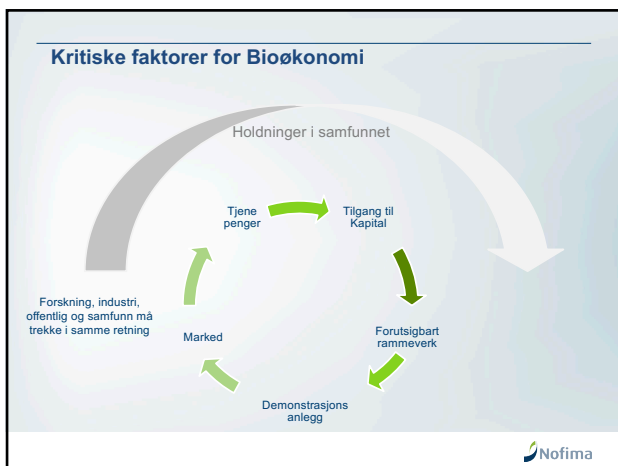 Kritiske faktorer for Bioøkonomi
Holdninger i samfunnet
Tjene
penger
Tilgang til
Kapital
Forutsigbart
rammeverk
Demonstrasjons
anlegg
Marked
Forskning, industri,
offentlig og samfunn må
trekke i samme retning
Nofima